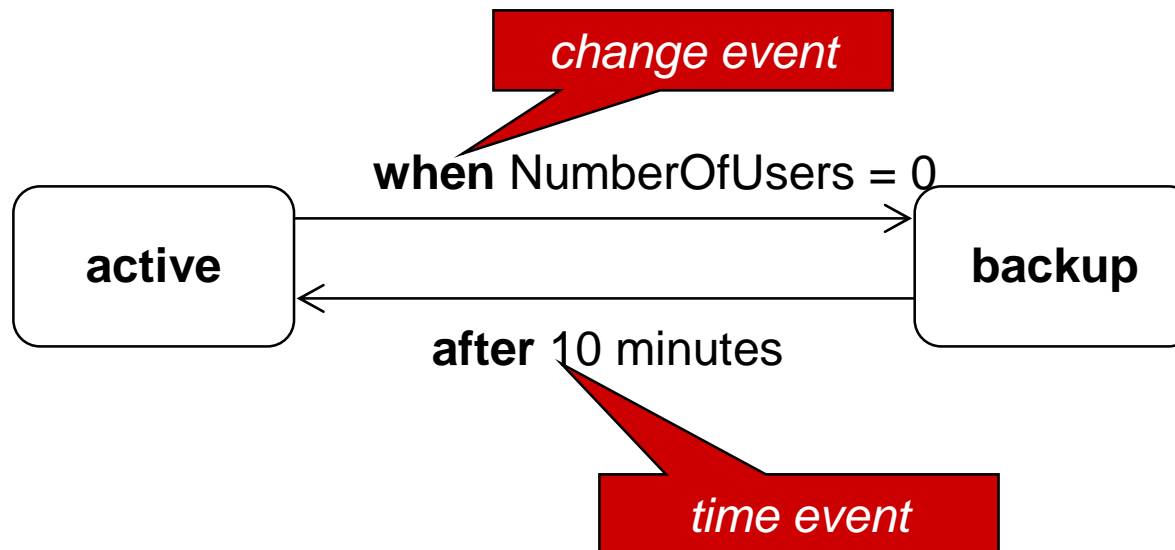 change event
when NumberOfUsers = 0
active
backup
after 10 minutes
time event